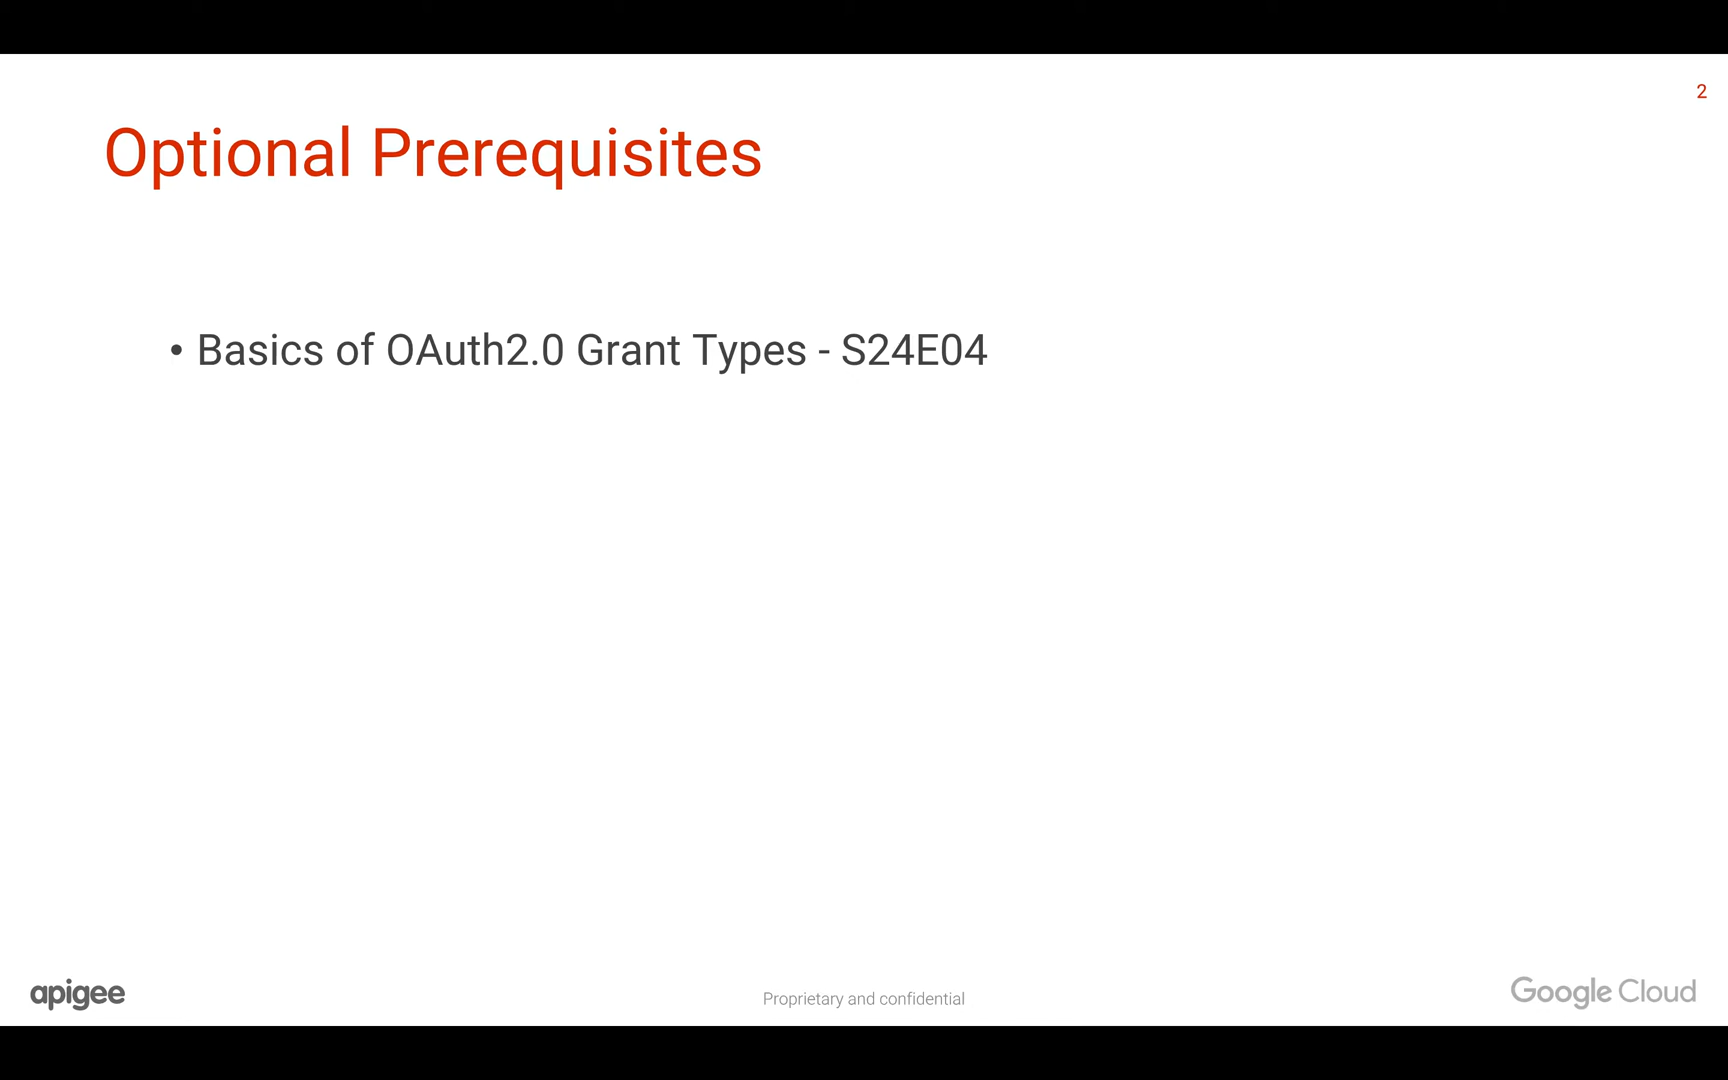 2
Optional Prerequisites
• Basics of OAuth2.0 Grant Types - S24E04
apigee
Proprietary and confidential
Google Cloud